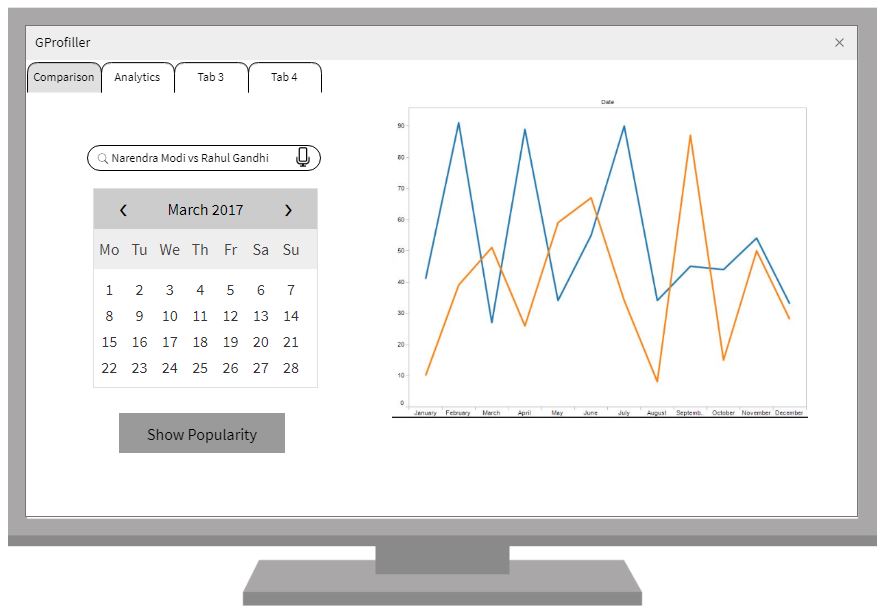 GProfiller
Comparison Analytics Tab 3 Tab 4
Narendra Modi vs Rahul Gandhi
March 2017
Mo Tu We Th Fr Sa Su
1 2 3 4 5 6 7
8 9 10 11 12 13 14
15 16 17 18 19 20 21
22 23 24 25 26 27 28
Show Popularity
Date
90
80
70
60
50
40
30
20
10
0
January February March April May June July August Septemb.. October November December